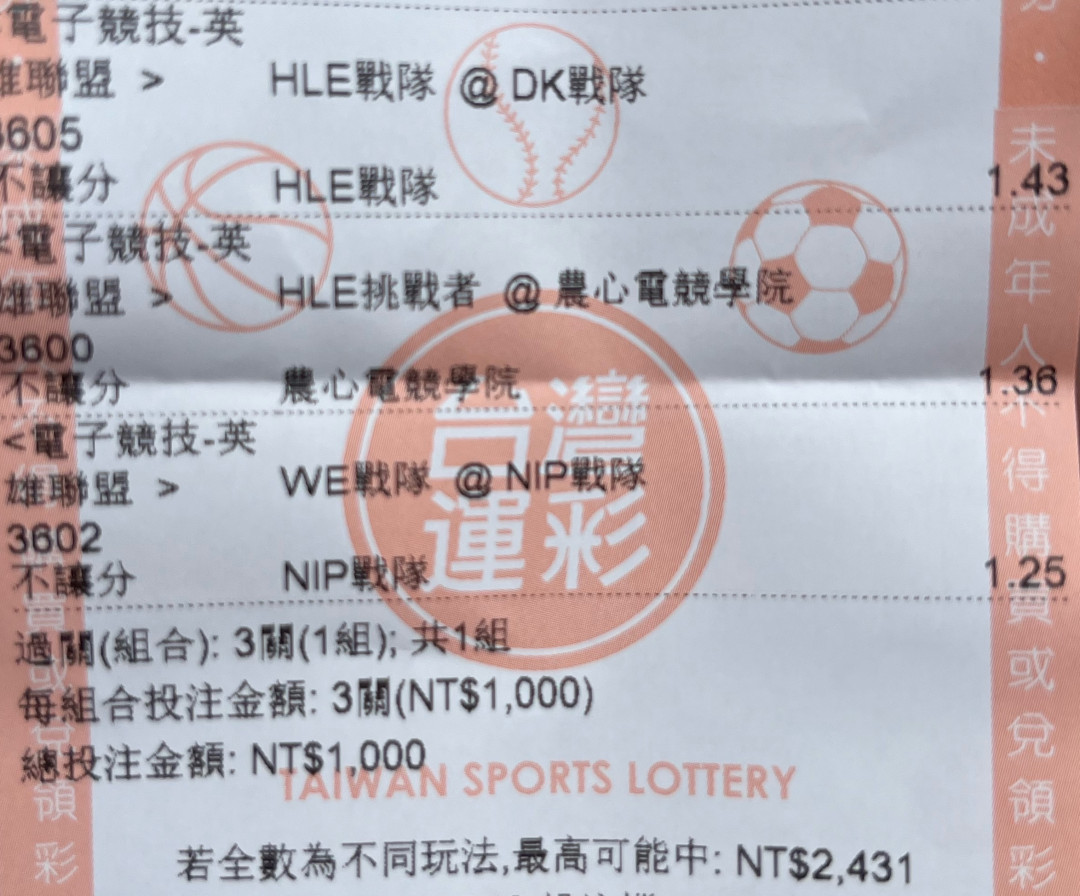 <電子競技-英
雄聯盟 > HLE戰隊 @ DK戰隊
3605
不讓分 HLE戰隊 1.43
<電子競技-英
雄聯盟 > HLE挑戰者 @ 農心電競學院
3600
不讓分 農心電競學院 1.36
<電子競技-英
雄聯盟 > WE戰隊 @ NIP戰隊
3602
不讓分 NIP戰隊 1.25
過關(組合): 3關(1組); 共1組
每組合投注金額: 3關(NT$1,000)
總投注金額: NT$1,000
TAIWAN SPORTS LOTTERY
若全數為不同玩法,最高可能中: NT$2,431
台灣
運彩
未成年人不得購買或兌領彩